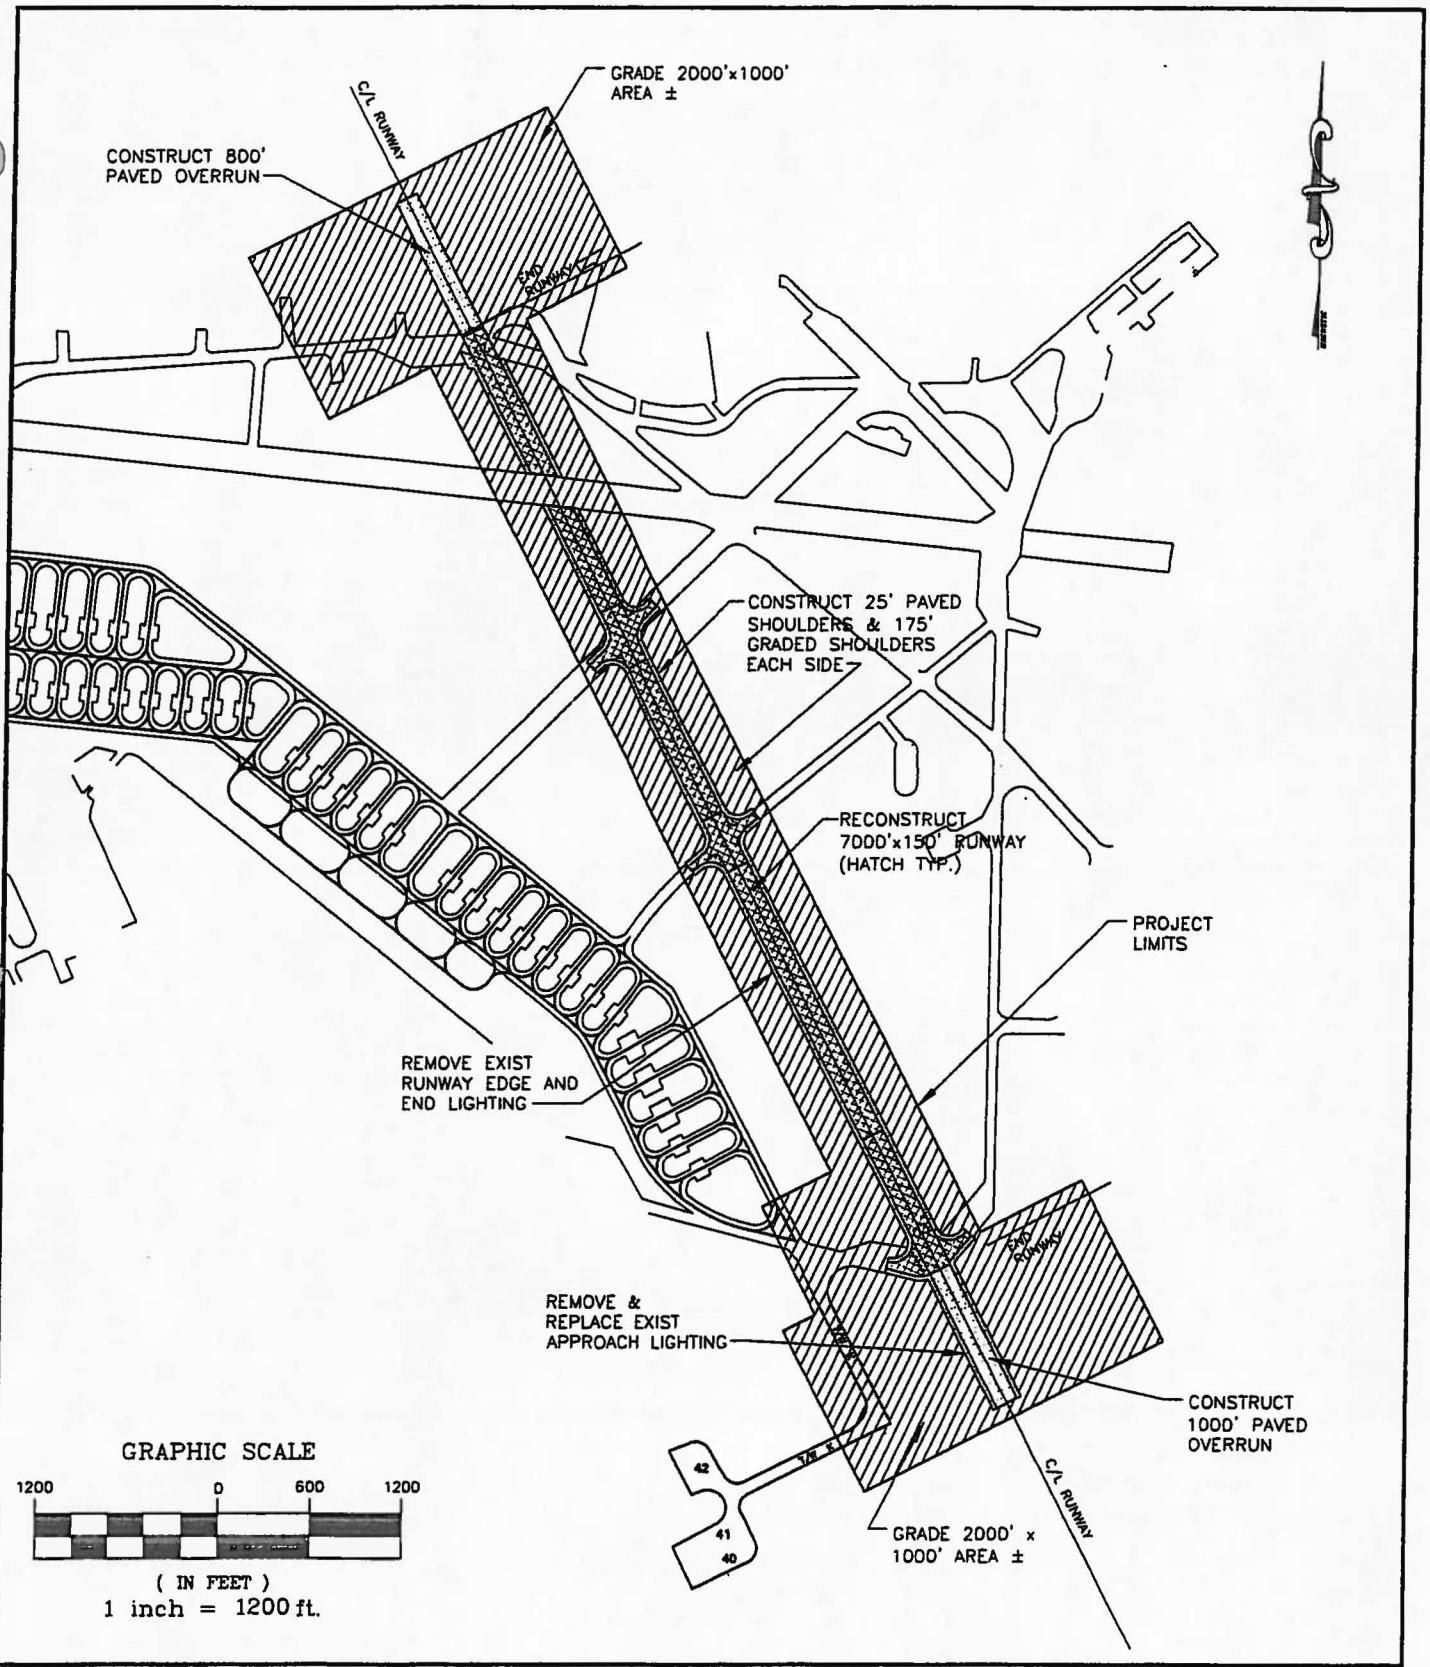 GRADE 2000'x1000'
AREA ±
C/L RUNWAY
CONSTRUCT 800'
PAVED OVERRUN
END
RUNWAY
CONSTRUCT 25' PAVED
SHOULDERS & 175'
GRADED SHOULDERS
EACH SIDE
RECONSTRUCT
7000'x150' RUNWAY
(HATCH TYP.)
PROJECT
LIMITS
REMOVE EXIST
RUNWAY EDGE AND
END LIGHTING
END
RUNWAY
REMOVE &
REPLACE EXIST
APPROACH LIGHTING
CONSTRUCT
1000' PAVED
OVERRUN
T/W K
42
41
40
C/L RUNWAY
GRADE 2000' x
1000' AREA ±
GRAPHIC SCALE
1200 0 600 1200
( IN FEET )
1 inch = 1200 ft.